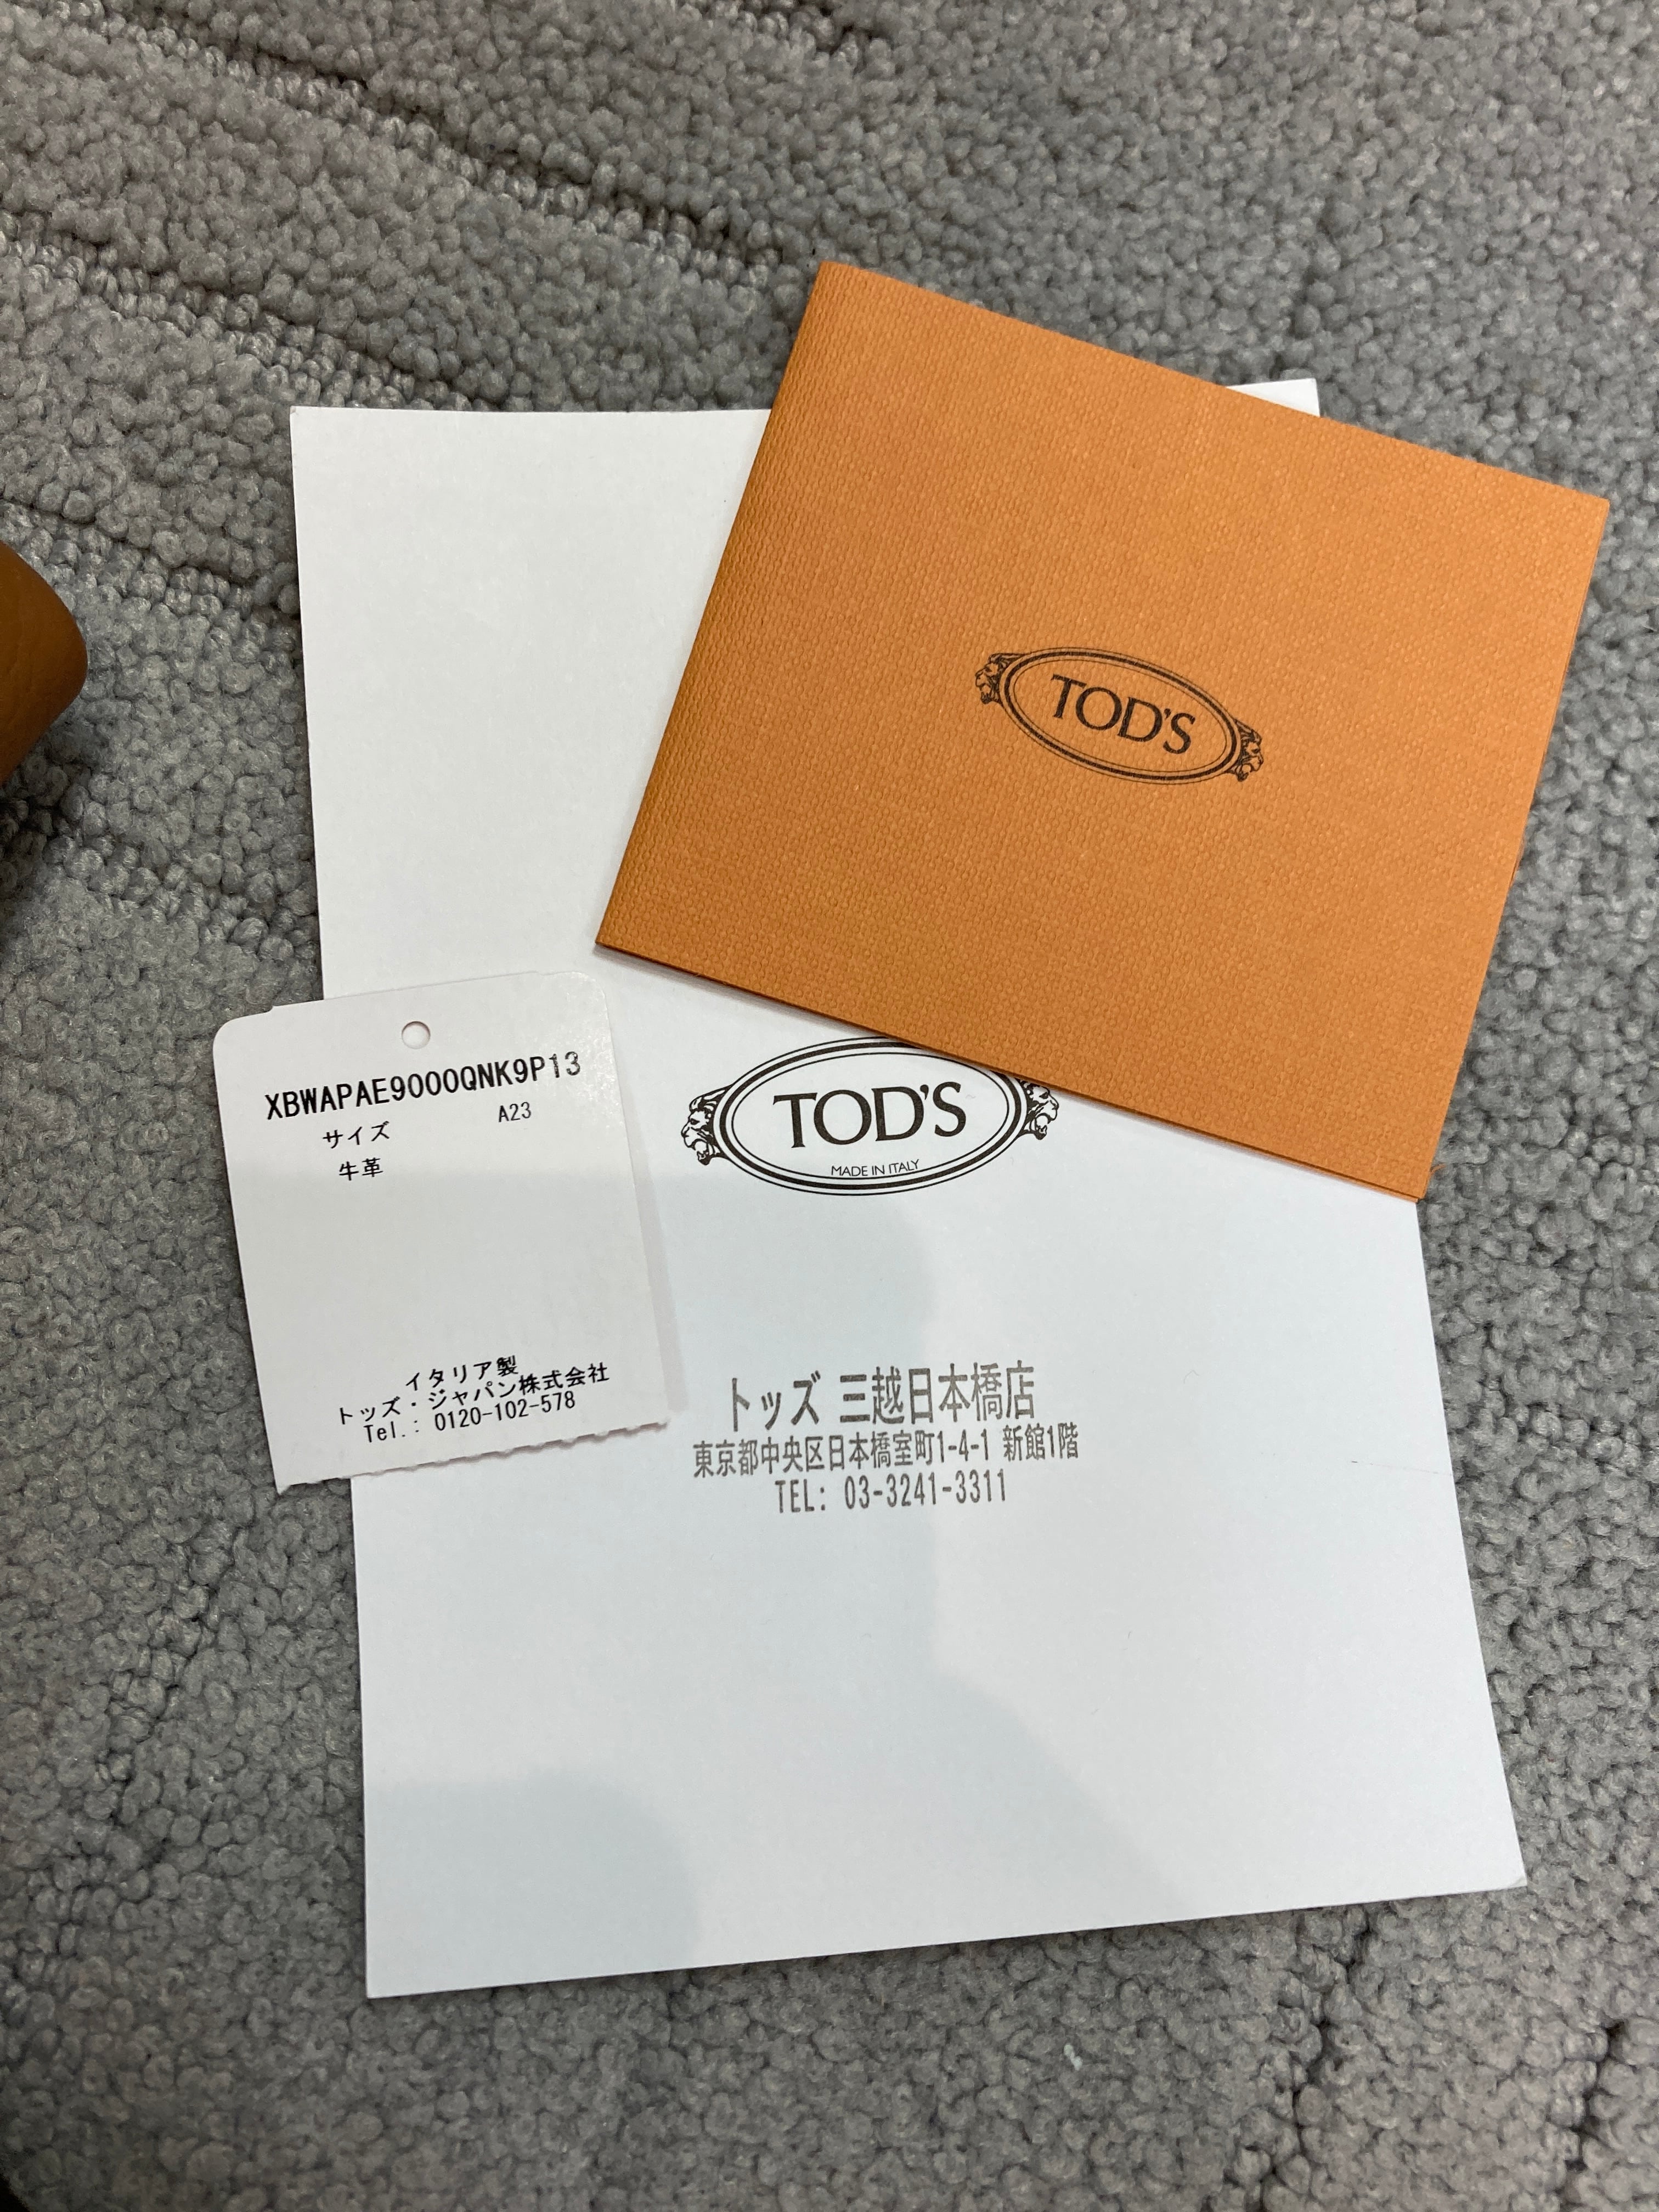 TOD'S
XBWAPAE9000QNK9P13
サイズ A23
牛革
イタリア製
トッズ・ジャパン株式会社
Tel.: 0120-102-578
TOD'S
MADE IN ITALY
トッズ 三越日本橋店
東京都中央区日本橋室町1-4-1 新館1階
TEL: 03-3241-3311